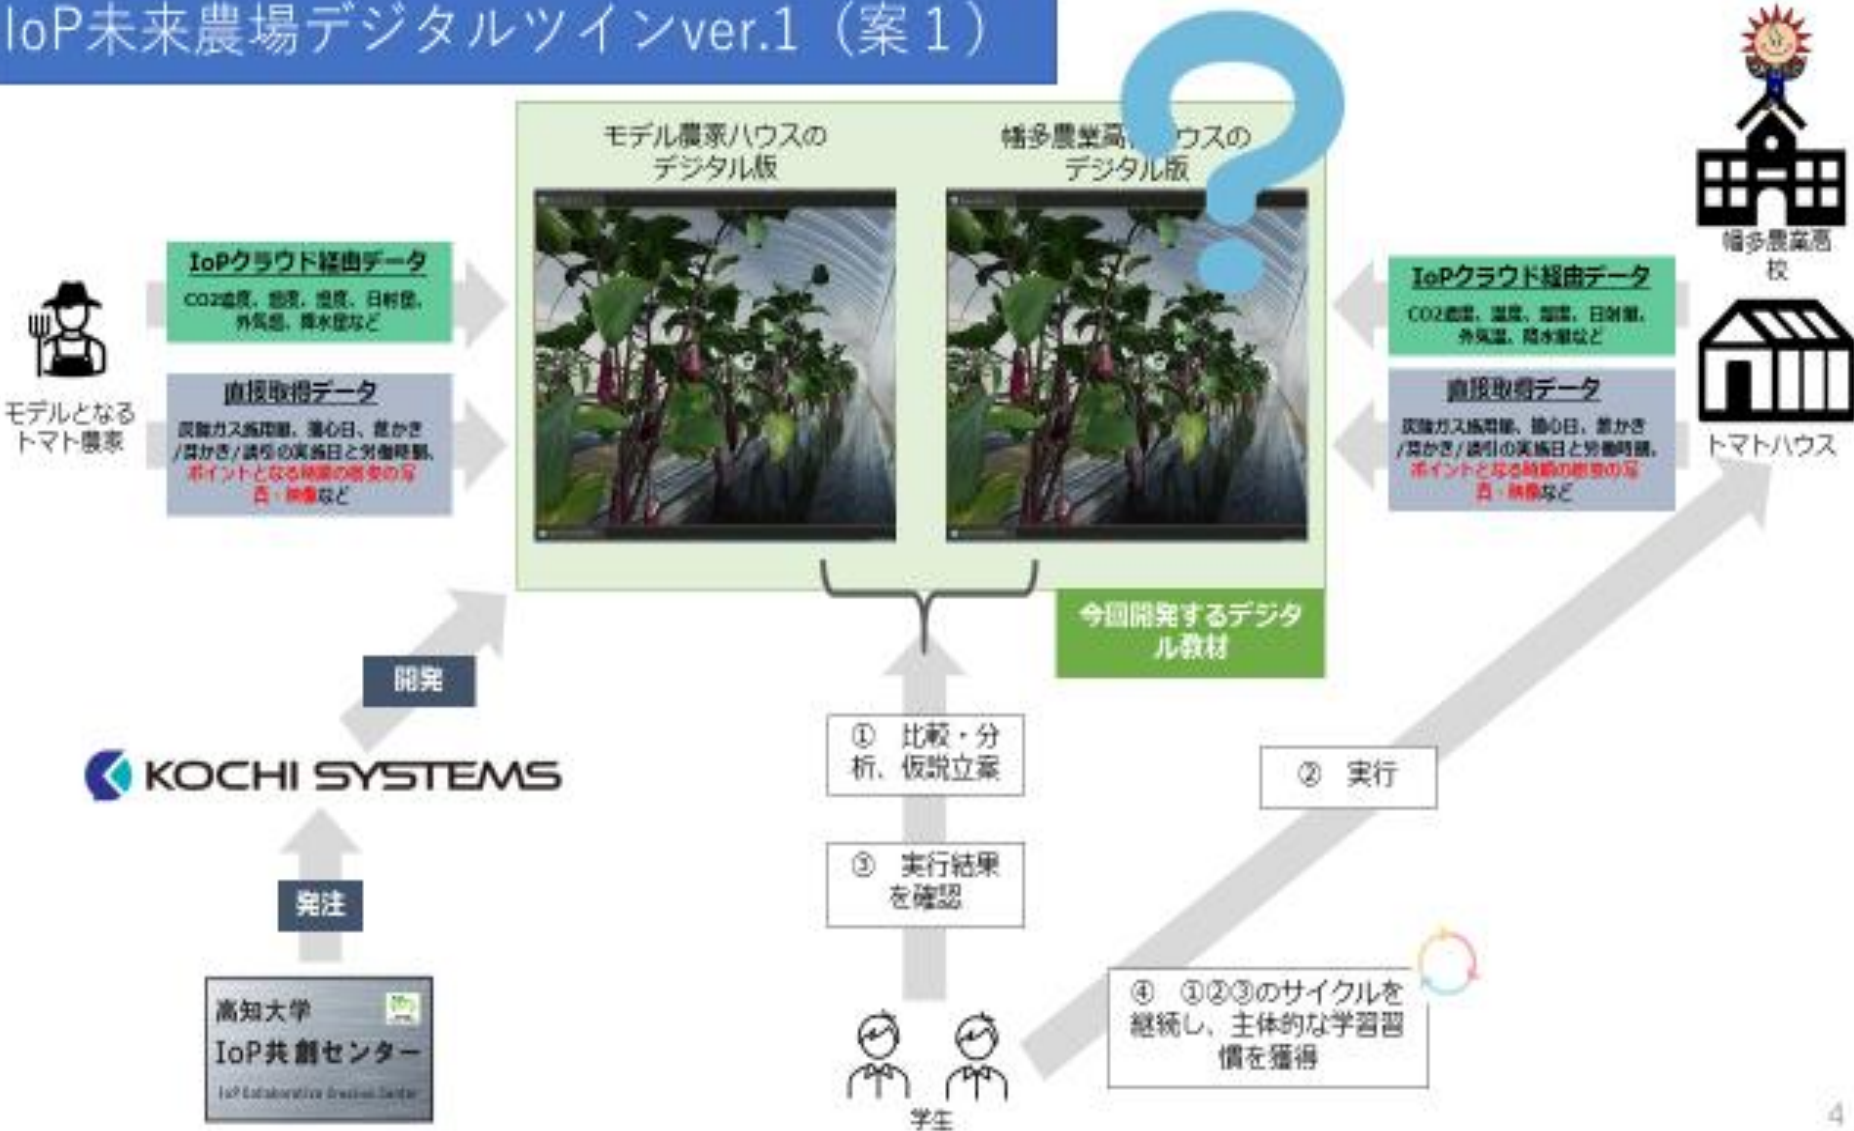 IoP未来農場デジタルツインver.1（案１）
モデル農家ハウスの
デジタル版
幡多農業高
ウスの
デジタル版
幡多農業高
校
IoPクラウド経由データ
CO2濃度、温度、湿度、日射量、
外気温、降水量など
IoPクラウド経由データ
CO2濃度、温度、湿度、日射量、
外気温、降水量など
モデルとなる
トマト農家
直接取得データ
炭酸ガス施用量、摘心日、葉かき
/芽かき/誘引の実施日と労働時間、
ポイントとなる時期の樹姿の写
真・映像など
直接取得データ
炭酸ガス施用量、摘心日、葉かき
/芽かき/誘引の実施日と労働時間、
ポイントとなる時期の樹姿の写
真・映像など
トマトハウス
今回開発するデジタ
ル教材
開発
KOCHI SYSTEMS
①　比較・分
析、仮説立案
②　実行
③　実行結果
を確認
発注
高知大学
IoP共創センター
IoP Collaborative Creation Center
④　①②③のサイクルを
継続し、主体的な学習習
慣を獲得
学生
4